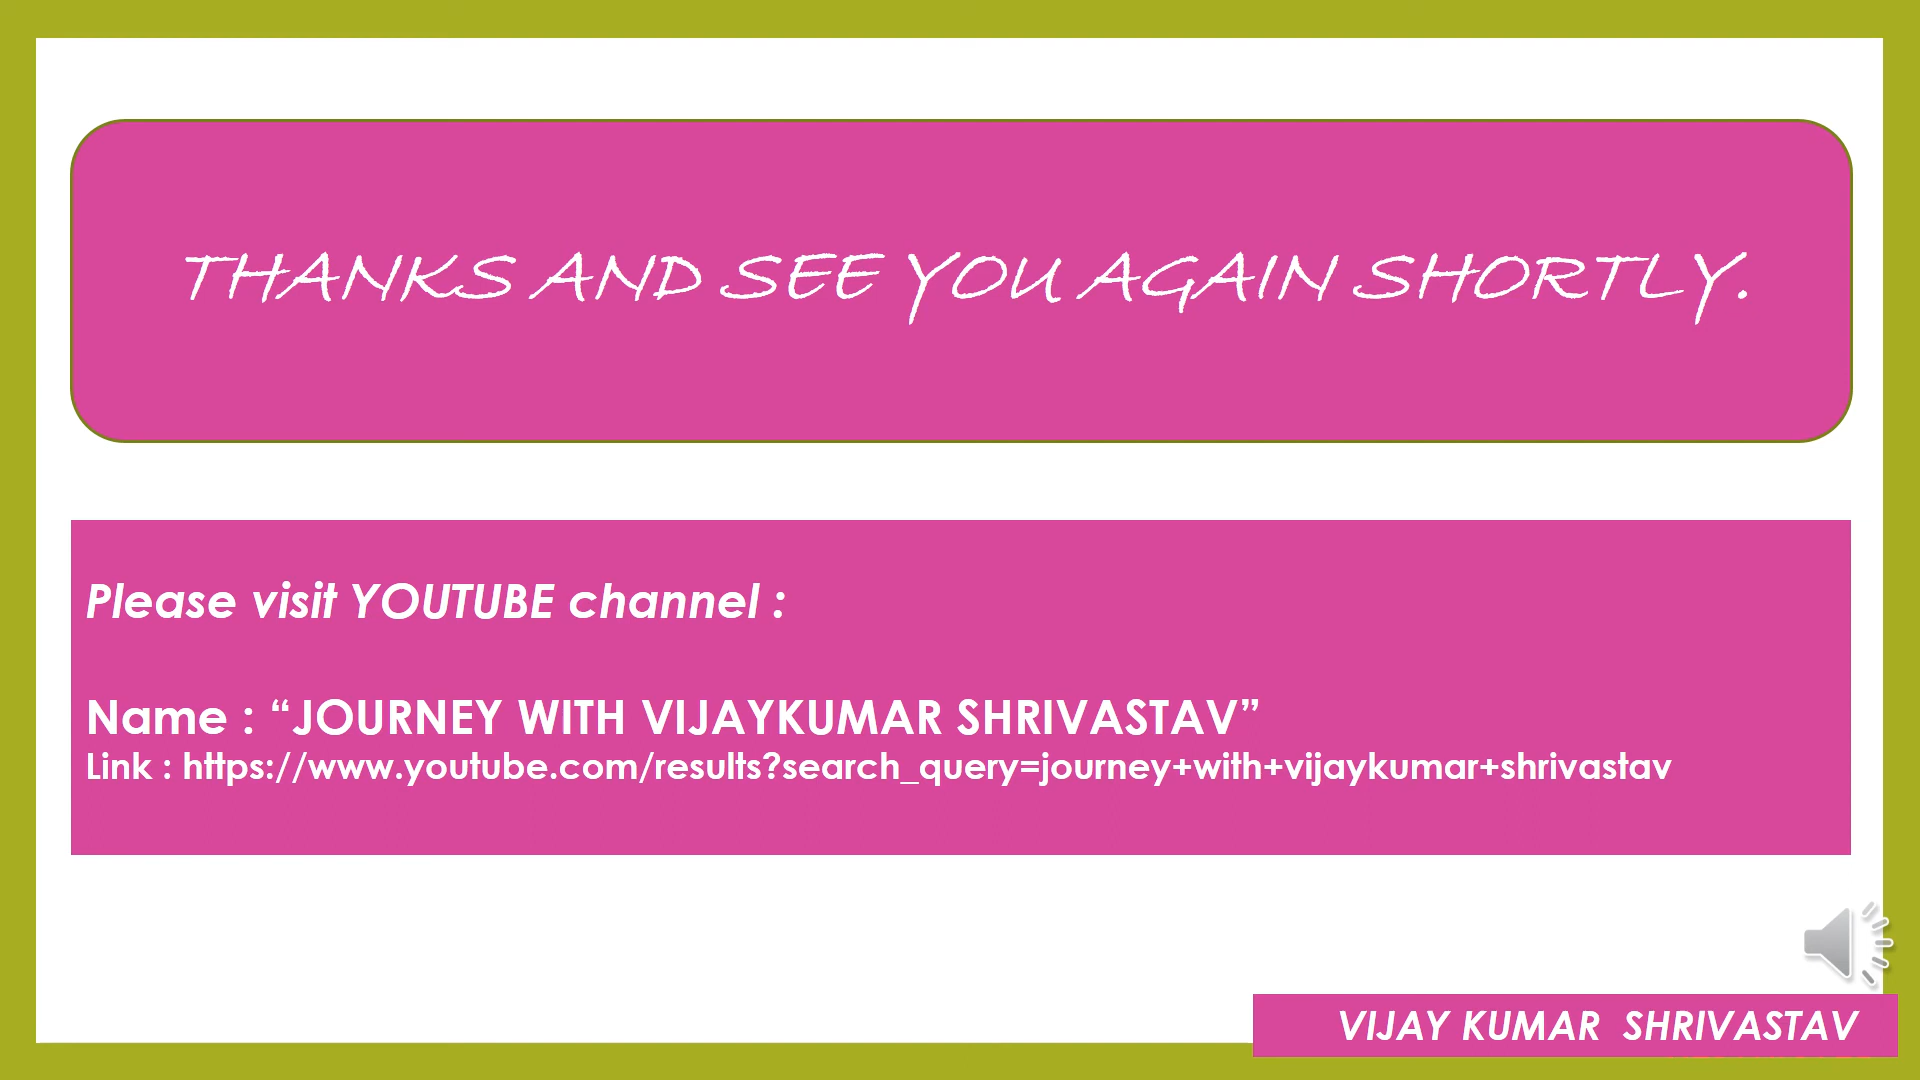 THANKS AND SEE YOU AGAIN SHORTLY.
Please visit YOUTUBE channel :
Name : “JOURNEY WITH VIJAYKUMAR SHRIVASTAV”
Link : https://www.youtube.com/results?search_query=journey+with+vijaykumar+shrivastav
VIJAY KUMAR SHRIVASTAV